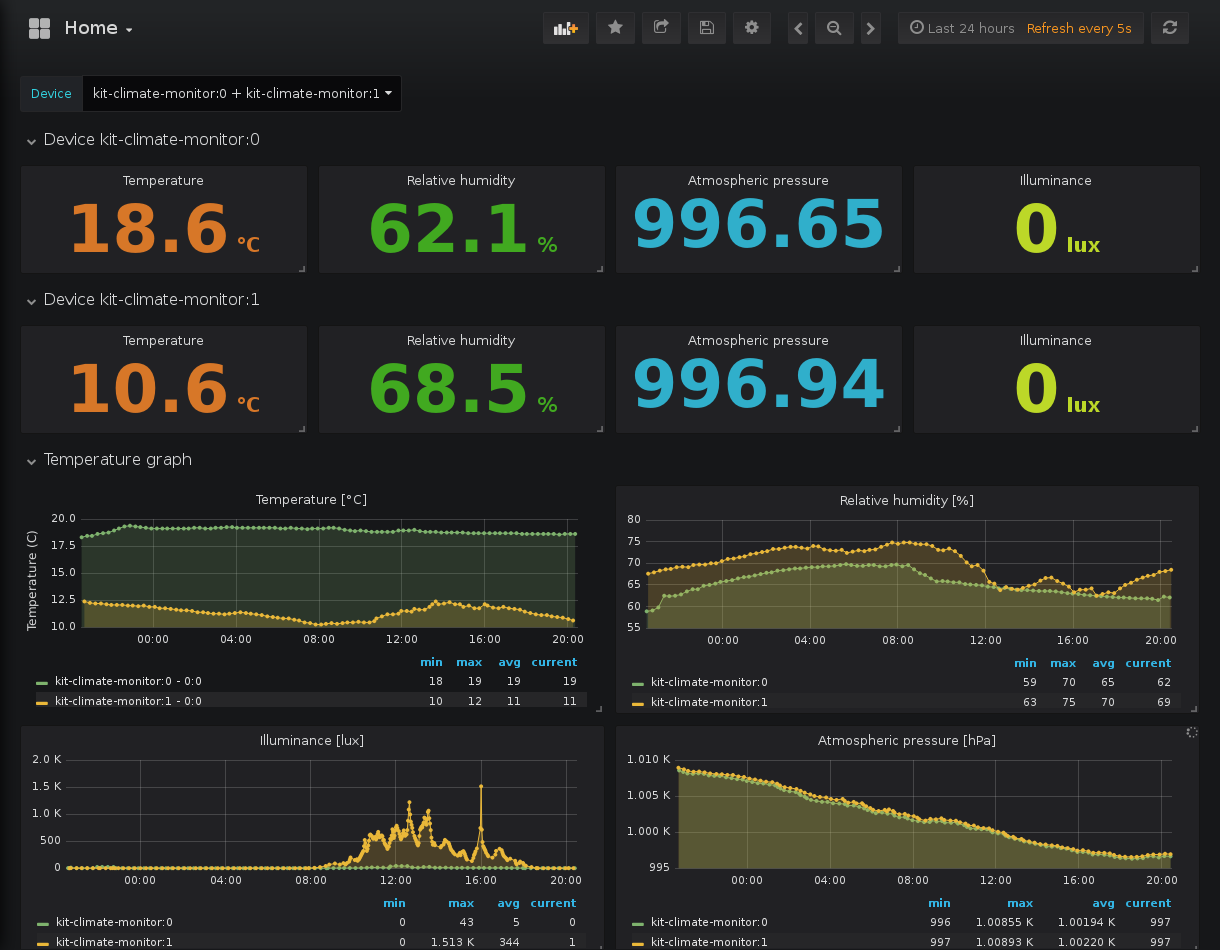 Home
Last 24 hours Refresh every 5s
Device kit-climate-monitor:0 + kit-climate-monitor:1
Device kit-climate-monitor:0
Temperature Relative humidity Atmospheric pressure Illuminance
18.6 °C 62.1 % 996.65 0 lux
Device kit-climate-monitor:1
Temperature Relative humidity Atmospheric pressure Illuminance
10.6 °C 68.5 % 996.94 0 lux
Temperature graph
Temperature [°C]
Temperature (C)
20.0
17.5
15.0
12.5
10.0
00:00 04:00 08:00 12:00 16:00 20:00
min max avg current
kit-climate-monitor:0 - 0:0 18 19 19 19
kit-climate-monitor:1 - 0:0 10 12 11 11
Relative humidity [%]
80
75
70
65
60
55
00:00 04:00 08:00 12:00 16:00 20:00
min max avg current
kit-climate-monitor:0 59 70 65 62
kit-climate-monitor:1 63 75 70 69
Illuminance [lux]
2.0 K
1.5 K
1.0 K
500
0
00:00 04:00 08:00 12:00 16:00 20:00
min max avg current
kit-climate-monitor:0 0 43 5 0
kit-climate-monitor:1 0 1.513 K 344 1
Atmospheric pressure [hPa]
1.010 K
1.005 K
1.000 K
995
00:00 04:00 08:00 12:00 16:00 20:00
min max avg current
kit-climate-monitor:0 996 1.00855 K 1.00194 K 997
kit-climate-monitor:1 997 1.00893 K 1.00220 K 997